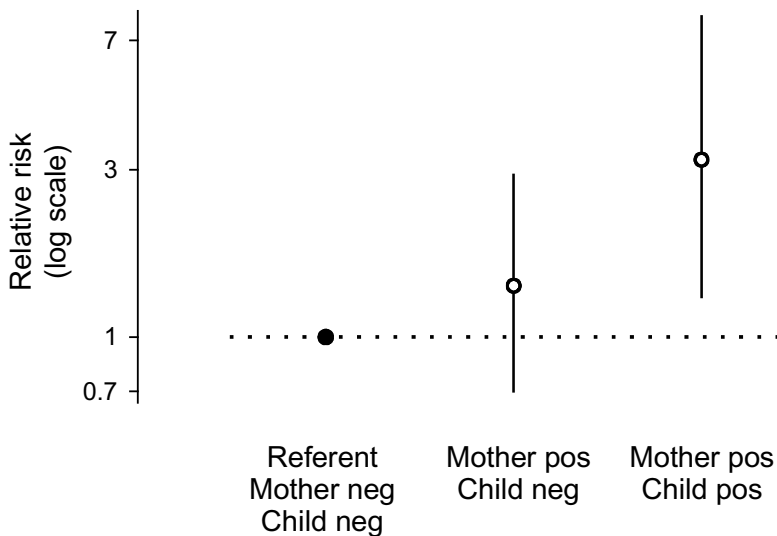 Relative risk
(log scale)
7
3
1
0.7
Referent
Mother neg
Child neg
Mother pos
Child neg
Mother pos
Child pos